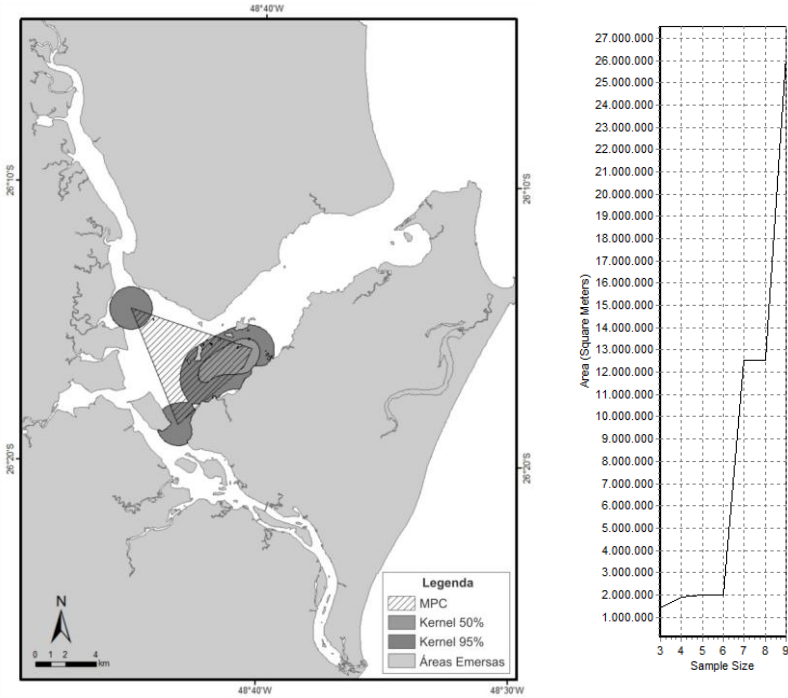 48°40'W
26°10'S
26°10'S
26°20'S
26°20'S
N
0 1 2 4
km
Legenda
MPC
Kernel 50%
Kernel 95%
Áreas Emersas
48°40'W
48°30'W
27.000.000
26.000.000
25.000.000
24.000.000
23.000.000
22.000.000
21.000.000
20.000.000
19.000.000
18.000.000
17.000.000
16.000.000
15.000.000
14.000.000
13.000.000
12.000.000
11.000.000
10.000.000
9.000.000
8.000.000
7.000.000
6.000.000
5.000.000
4.000.000
3.000.000
2.000.000
1.000.000
Area (Square Meters)
3 4 5 6 7 8 9
Sample Size